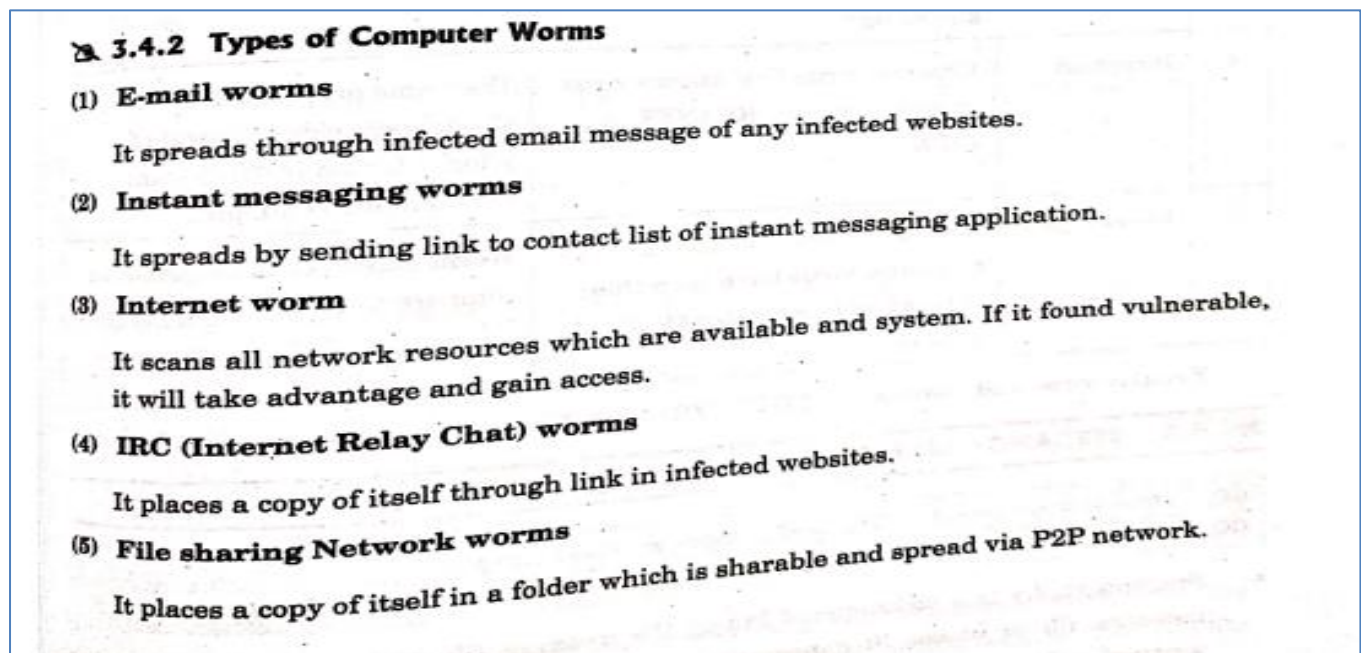 3.4.2 Types of Computer Worms
(1) E-mail worms
It spreads through infected email message of any infected websites.
(2) Instant messaging worms
It spreads by sending link to contact list of instant messaging application.
(3) Internet worm
It scans all network resources which are available and system. If it found vulnerable,
it will take advantage and gain access.
(4) IRC (Internet Relay Chat) worms
It places a copy of itself through link in infected websites.
(5) File sharing Network worms
It places a copy of itself in a folder which is sharable and spread via P2P network.